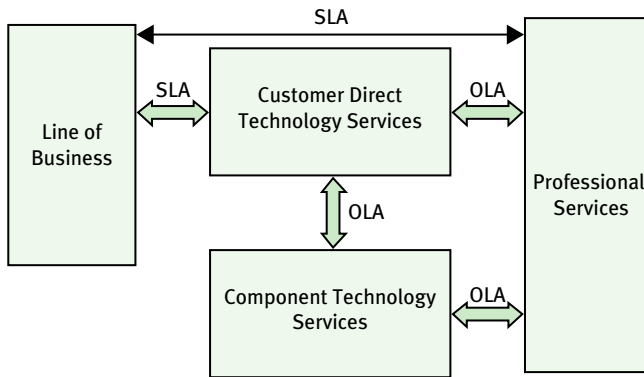 SLA
SLA
Customer Direct
Technology Services
OLA
Line of
Business
Professional
Services
OLA
Component Technology
Services
OLA